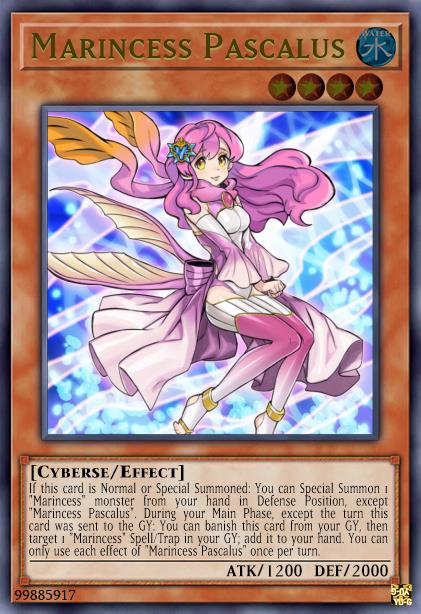 Marincess Pascalus
WATER
水
[Cyberse/Effect]
If this card is Normal or Special Summoned: You can Special Summon 1
"Marincess" monster from your hand in Defense Position, except
"Marincess Pascalus". During your Main Phase, except the turn this
card was sent to the GY: You can banish this card from your GY, then
target 1 "Marincess" Spell/Trap in your GY; add it to your hand. You can
only use each effect of "Marincess Pascalus" once per turn.
ATK/1200 DEF/2000
99885917